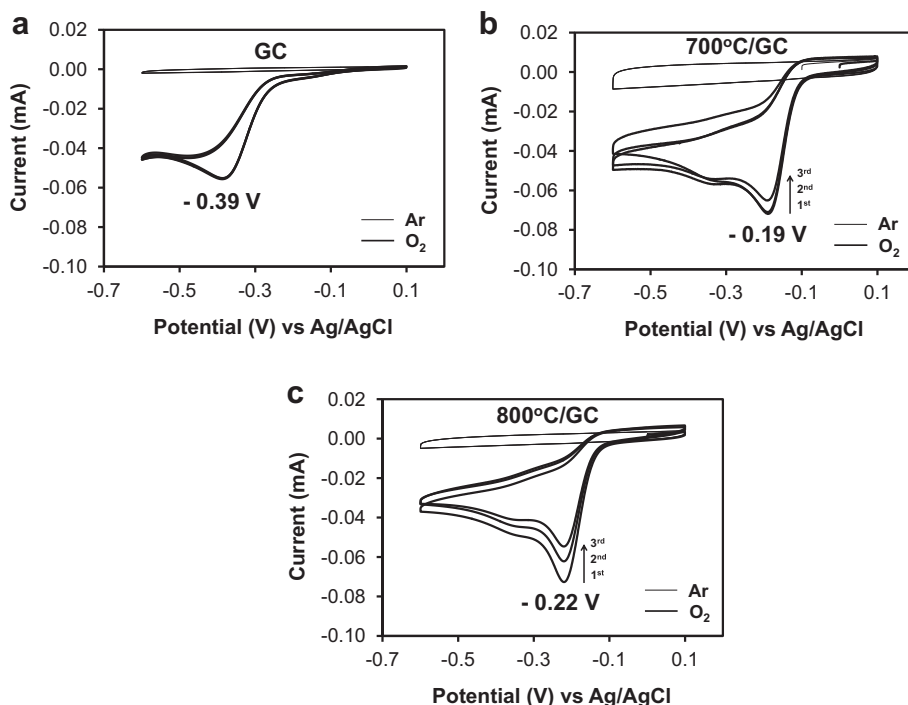 a
GC
0.02
0.00
-0.02
-0.04
-0.06
-0.08
-0.10
Current (mA)
- 0.39 V
Ar
O2
-0.7 -0.5 -0.3 -0.1 0.1
Potential (V) vs Ag/AgCl
b
700°C/GC
0.02
0.00
-0.02
-0.04
-0.06
-0.08
-0.10
Current (mA)
3rd
2nd
1st
- 0.19 V
Ar
O2
-0.7 -0.5 -0.3 -0.1 0.1
Potential (V) vs Ag/AgCl
c
800°C/GC
0.02
0.00
-0.02
-0.04
-0.06
-0.08
-0.10
Current (mA)
3rd
2nd
1st
- 0.22 V
Ar
O2
-0.7 -0.5 -0.3 -0.1 0.1
Potential (V) vs Ag/AgCl